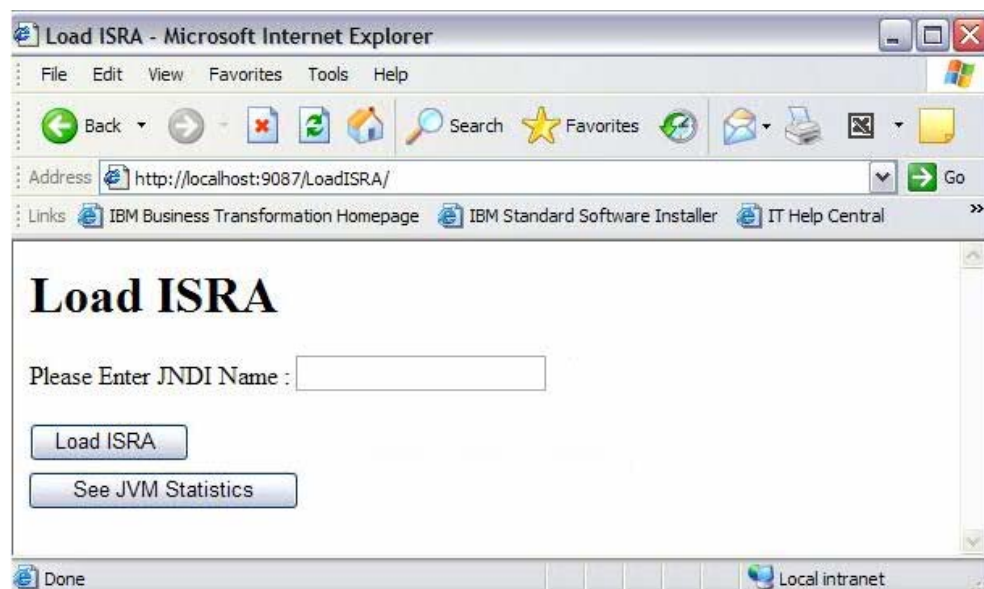 Load ISRA - Microsoft Internet Explorer
File Edit View Favorites Tools Help
Back Search Favorites
Address http://localhost:9087/LoadISRA/ Go
Links IBM Business Transformation Homepage IBM Standard Software Installer IT Help Central »
Load ISRA
Please Enter JNDI Name :
Load ISRA
See JVM Statistics
Done Local intranet